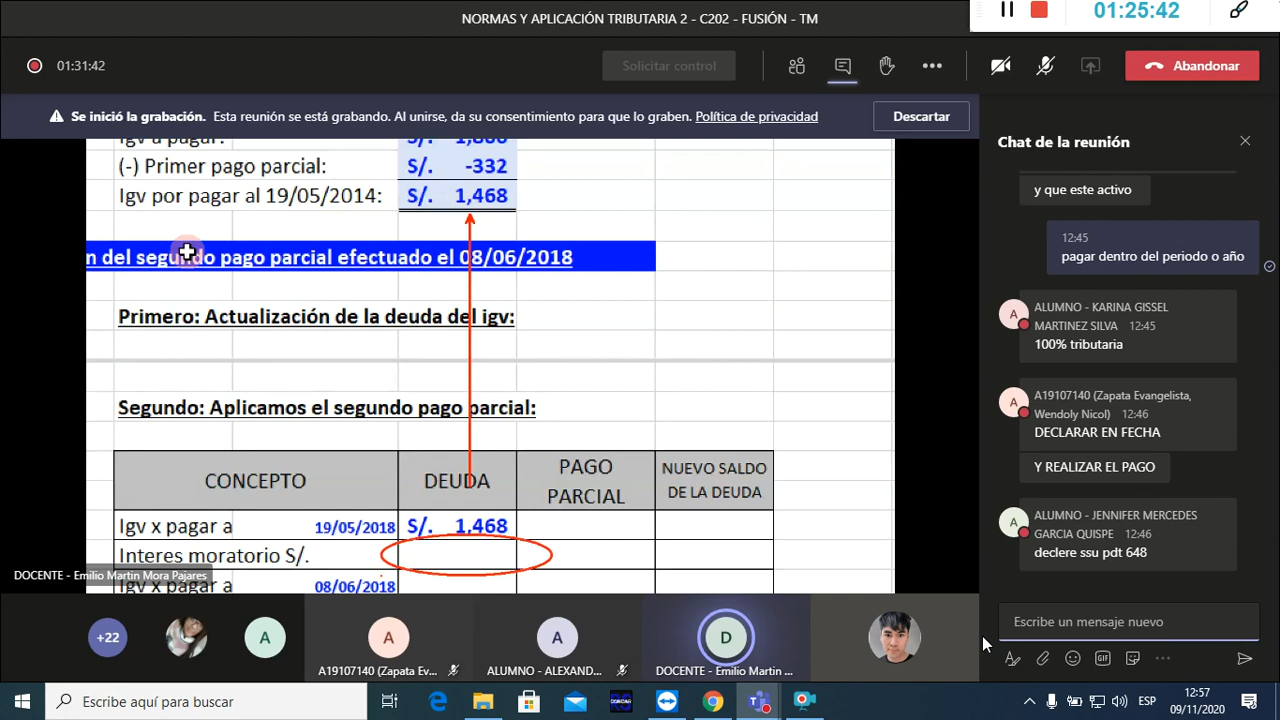 NORMAS Y APLICACIÓN TRIBUTARIA 2 - C202 - FUSIÓN - TM
01:25:42
01:31:42
Solicitar control
Abandonar
Se inició la grabación. Esta reunión se está grabando. Al unirse, da su consentimiento para que lo graben. Política de privacidad
Descartar
Igv a pagar: S/. 1,800
(-) Primer pago parcial: S/. -332
Igv por pagar al 19/05/2014: S/. 1,468
n del segundo pago parcial efectuado el 08/06/2018
Primero: Actualización de la deuda del igv:
Segundo: Aplicamos el segundo pago parcial:
CONCEPTO
DEUDA
PAGO
PARCIAL
NUEVO SALDO
DE LA DEUDA
Igv x pagar a 19/05/2018 S/. 1,468
Interes moratorio S/.
Igv x pagar a 08/06/2018
DOCENTE - Emilio Martin Mora Pajares
Chat de la reunión
y que este activo
12:45
pagar dentro del periodo o año
A
ALUMNO - KARINA GISSEL
MARTINEZ SILVA 12:45
100% tributaria
A
A19107140 (Zapata Evangelista,
Wendoly Nicol) 12:46
DECLARAR EN FECHA
Y REALIZAR EL PAGO
A
ALUMNO - JENNIFER MERCEDES
GARCIA QUISPE 12:46
declere ssu pdt 648
Escribe un mensaje nuevo
GIF
+22
A
A
A19107140 (Zapata Ev...
A
ALUMNO - ALEXAND...
D
DOCENTE - Emilio Martin ...
Escribe aquí para buscar
ESP
12:57
09/11/2020